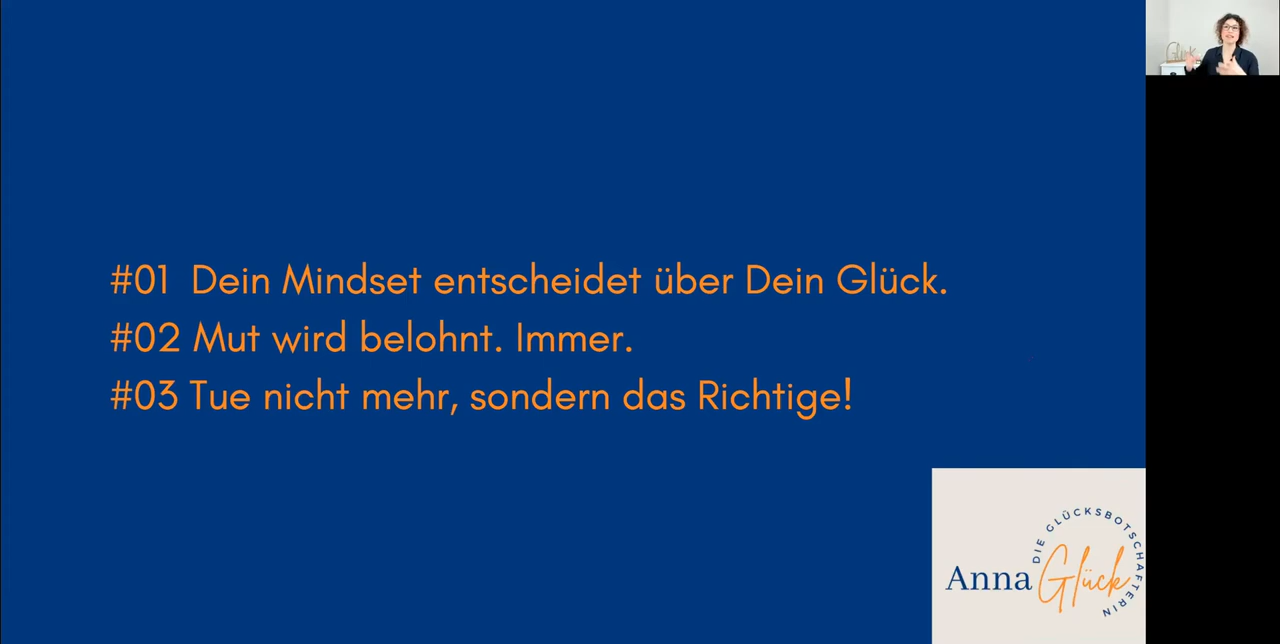 #01 Dein Mindset entscheidet über Dein Glück.
#02 Mut wird belohnt. Immer.
#03 Tue nicht mehr, sondern das Richtige!
DIE GLÜCKSBOTSCHAFTERIN
Anna Glück
Glück